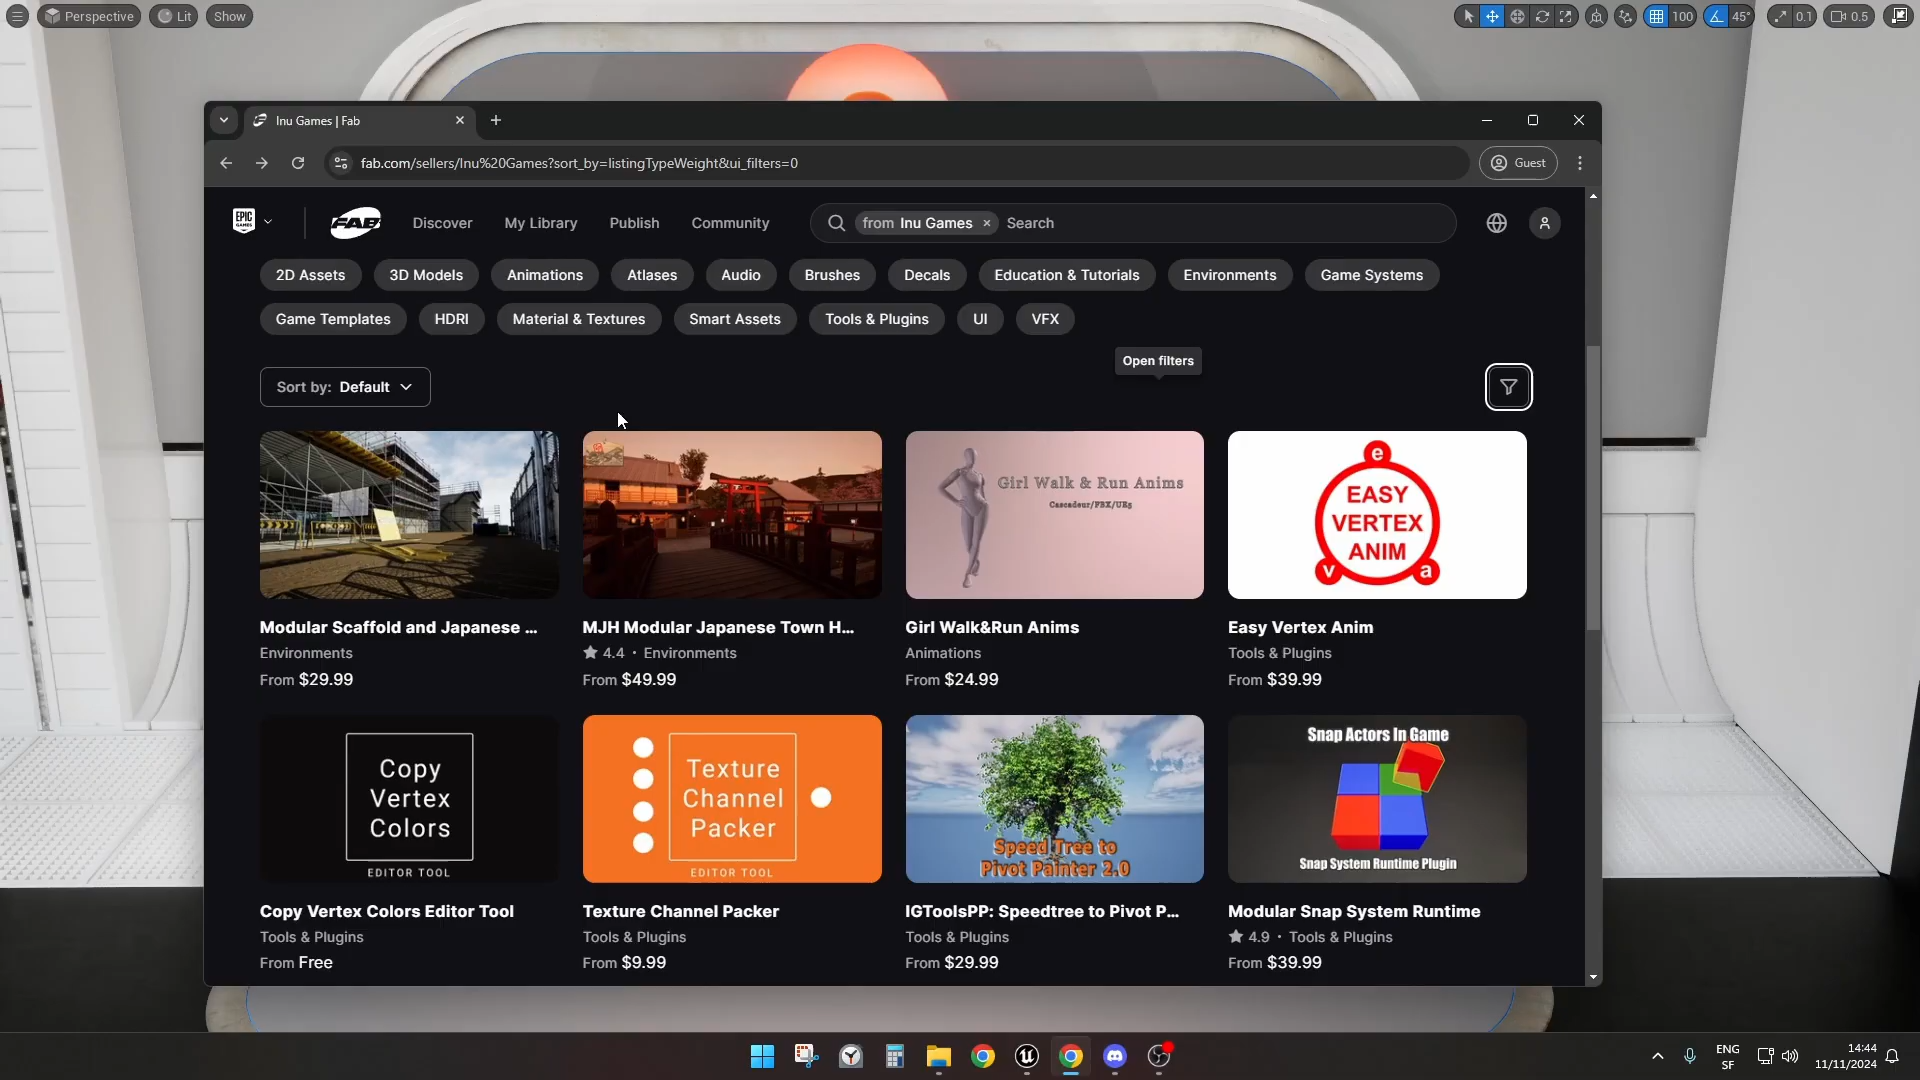 Perspective Lit Show 100 45° 0.1 0.5
Inu Games | Fab
fab.com/sellers/Inu%20Games?sort_by=listingTypeWeight&ui_filters=0 Guest
EPIC GAMES FAB Discover My Library Publish Community from Inu Games × Search
2D Assets 3D Models Animations Atlases Audio Brushes Decals Education & Tutorials Environments Game Systems
Game Templates HDRI Material & Textures Smart Assets Tools & Plugins UI VFX
Open filters
Sort by: Default
Girl Walk & Run Anims
Cascadeur/FBX/UE5
e
EASY
VERTEX
ANIM
v a
Modular Scaffold and Japanese ... MJH Modular Japanese Town H... Girl Walk&Run Anims Easy Vertex Anim
Environments 4.4 · Environments Animations Tools & Plugins
From $29.99 From $49.99 From $24.99 From $39.99
Copy
Vertex
Colors
EDITOR TOOL
Texture
Channel
Packer
EDITOR TOOL
Speed Tree to
Pivot Painter 2.0
Snap Actors In Game
Snap System Runtime Plugin
Copy Vertex Colors Editor Tool Texture Channel Packer IGToolsPP: Speedtree to Pivot P... Modular Snap System Runtime
Tools & Plugins Tools & Plugins Tools & Plugins 4.9 · Tools & Plugins
From Free From $9.99 From $29.99 From $39.99
ENG 14:44
SF 11/11/2024